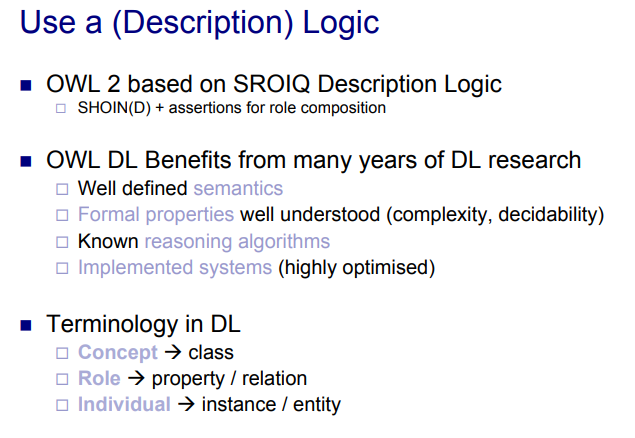 Use a (Description) Logic
OWL 2 based on SROIQ Description Logic
SHOIN(D) + assertions for role composition
OWL DL Benefits from many years of DL research
Well defined semantics
Formal properties well understood (complexity, decidability)
Known reasoning algorithms
Implemented systems (highly optimised)
Terminology in DL
Concept → class
Role → property / relation
Individual → instance / entity